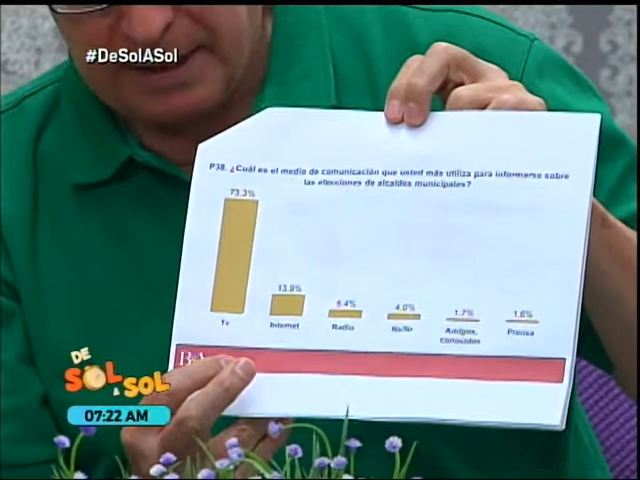 #DeSolASol
P38. ¿Cuál es el medio de comunicación que usted más utiliza para informarse sobre
las elecciones de alcaldes municipales?
73.3%
13.9%
5.4%
4.0%
1.7%
1.6%
Tv
Internet
Radio
Ns/Nr
Amigos,
conocidos
Prensa
DE
SOL
A SOL
07:22 AM